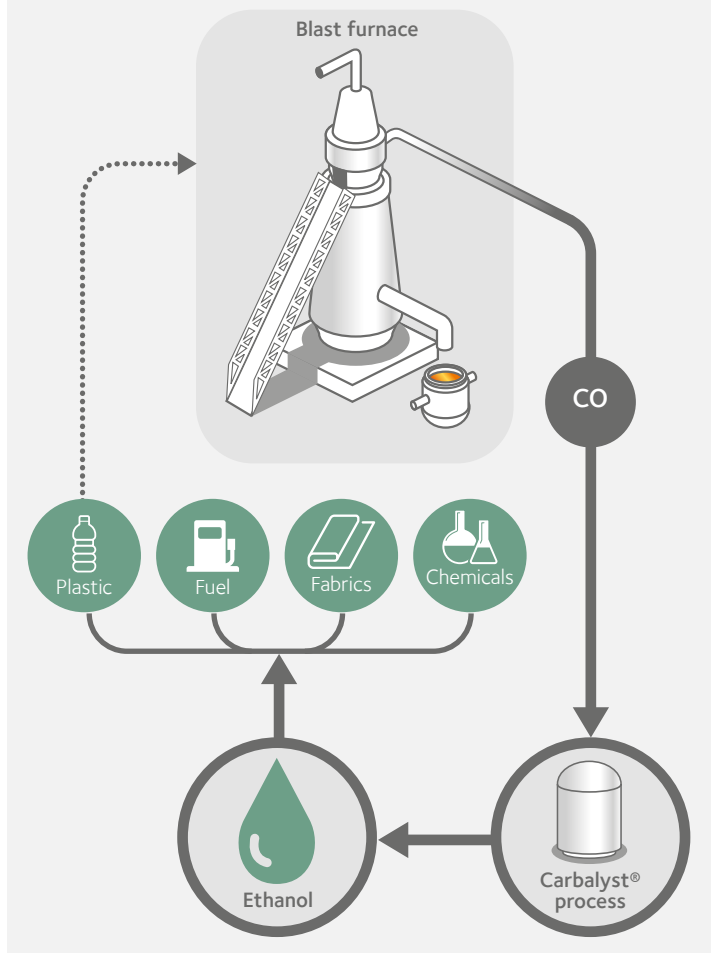 Blast furnace
CO
Plastic
Fuel
Fabrics
Chemicals
Ethanol
Carbalyst®
process